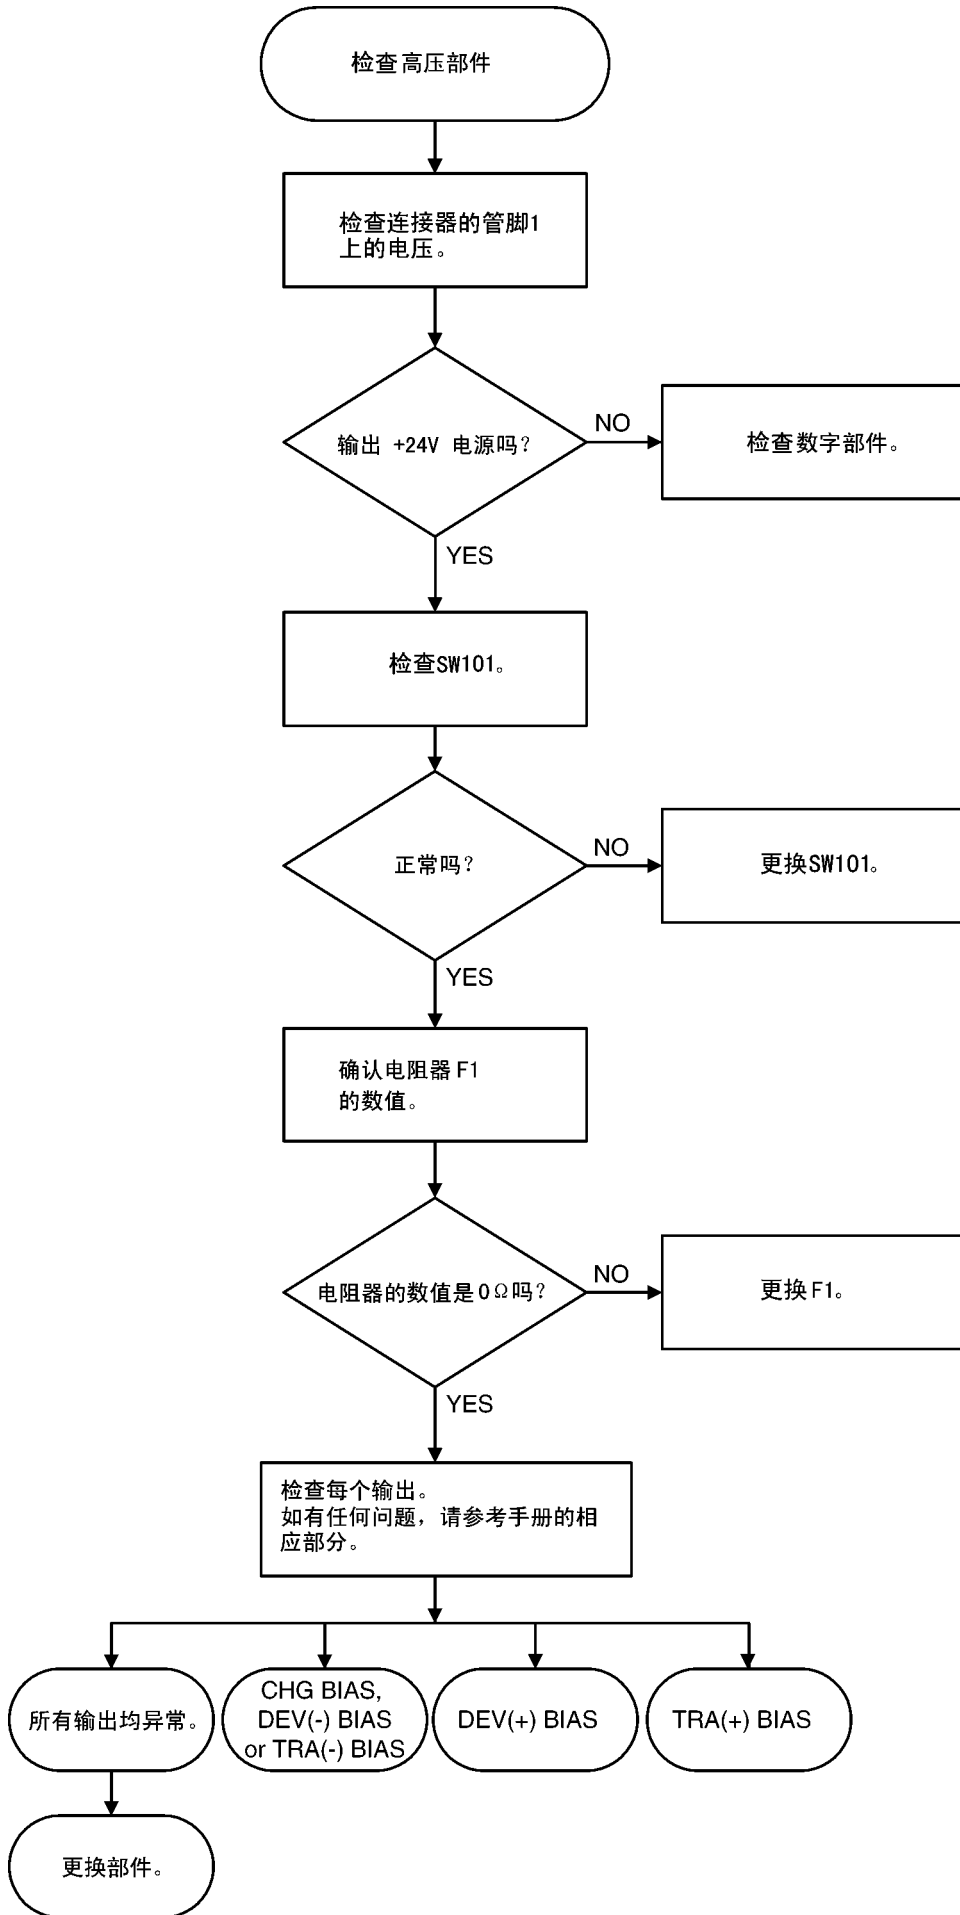 检查高压部件
检查连接器的管脚1
上的电压。
输出 +24V 电源吗?
NO
检查数字部件。
YES
检查SW101。
正常吗?
NO
更换SW101。
YES
确认电阻器F1
的数值。
电阻器的数值是0Ω吗?
NO
更换F1。
YES
检查每个输出。
如有任何问题，请参考手册的相
应部分。
所有输出均异常。
CHG BIAS,
DEV(-) BIAS
or TRA(-) BIAS
DEV(+) BIAS
TRA(+) BIAS
更换部件。